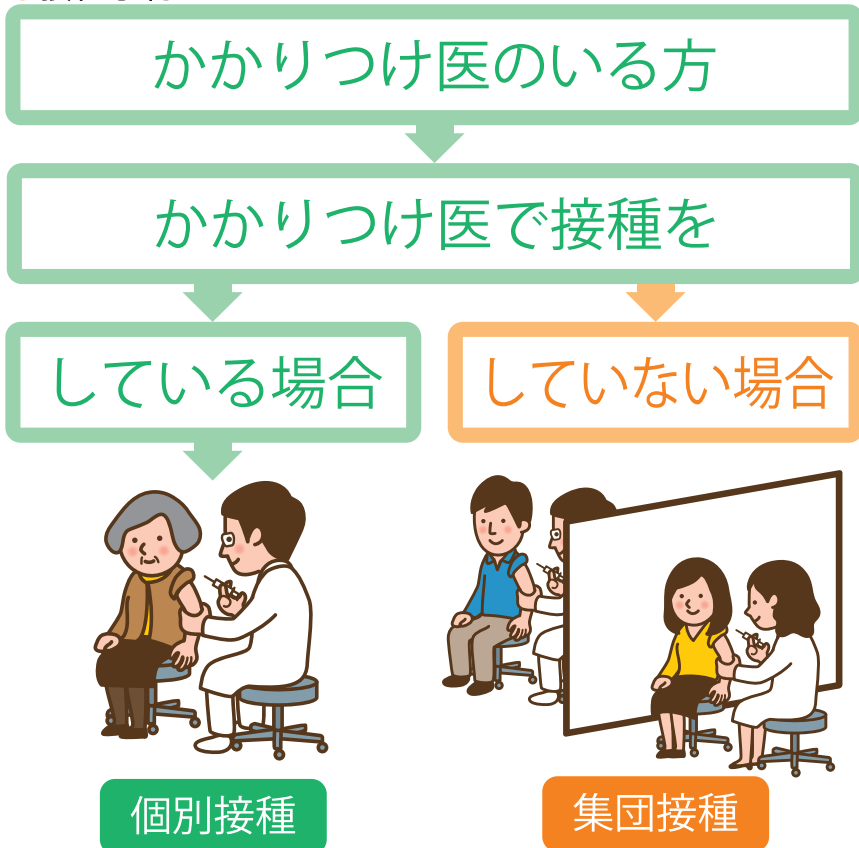 かかりつけ医のいる方
かかりつけ医で接種を
している場合
していない場合
個別接種
集団接種